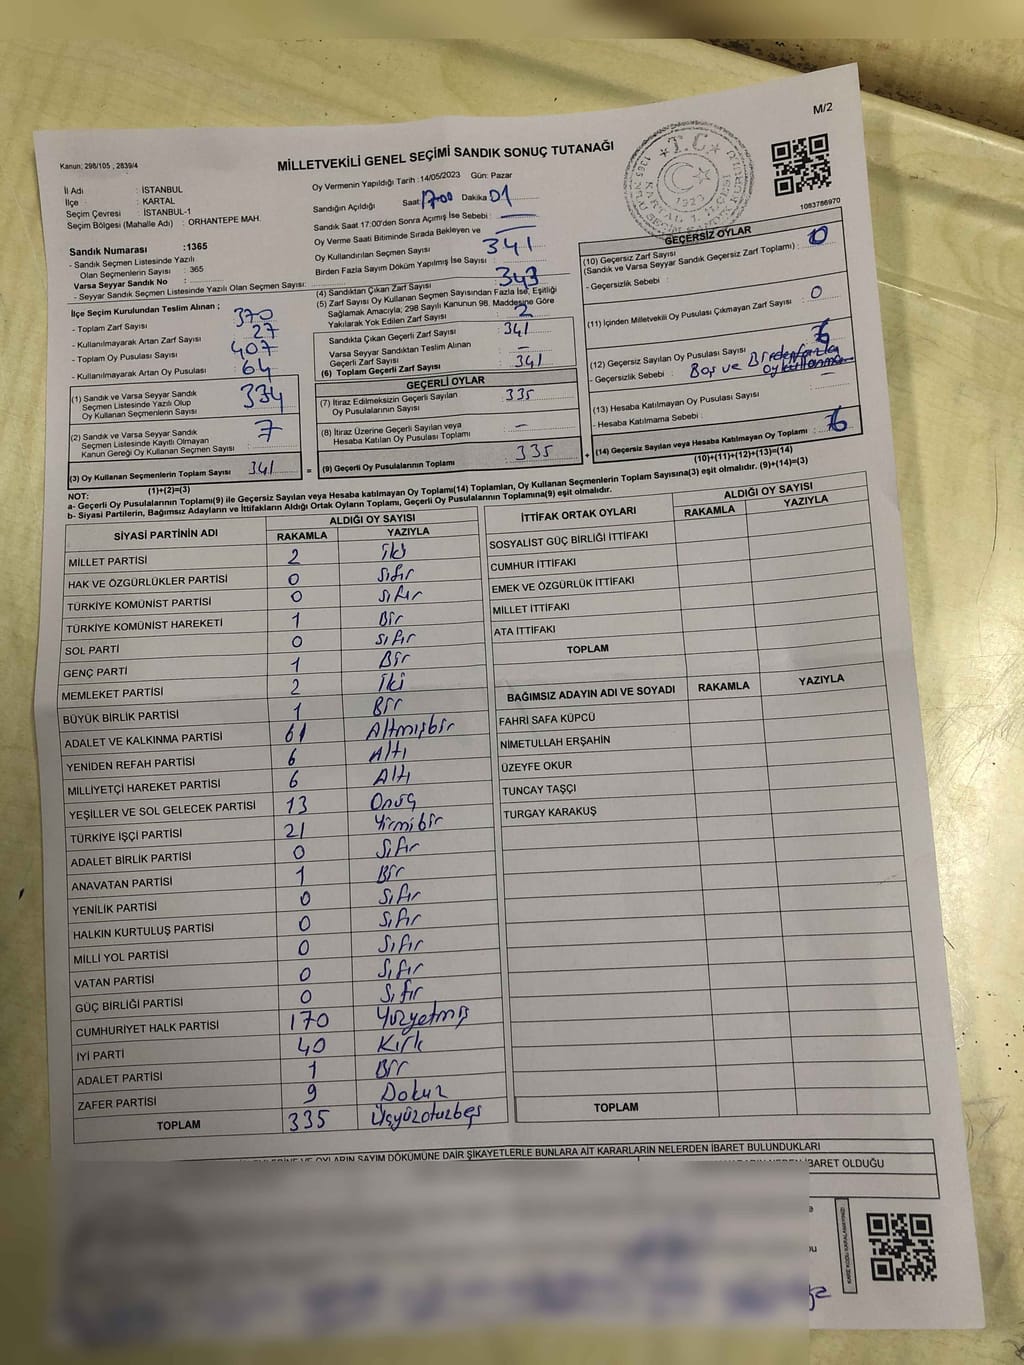 M/2
Kanun: 298/105 , 2839/4
MİLLETVEKİLİ GENEL SEÇİMİ SANDIK SONUÇ TUTANAĞI
1083786970
İl Adı : İSTANBUL
İlçe : KARTAL
Seçim Çevresi : İSTANBUL-1
Seçim Bölgesi (Mahalle Adı) : ORHANTEPE MAH.
Sandık Numarası :1365
- Sandık Seçmen Listesinde Yazılı
Olan Seçmenlerin Sayısı : 365
Varsa Seyyar Sandık No :
- Seyyar Sandık Seçmen Listesinde Yazılı Olan Seçmen Sayısı:
Oy Vermenin Yapıldığı Tarih :14/05/2023 Gün: Pazar
Sandığın Açıldığı Saat 17:00 Dakika 01
Sandık Saat 17:00'den Sonra Açılmış İse Sebebi :
Oy Verme Saati Bitiminde Sırada Bekleyen ve
Oy Kullandırılan Seçmen Sayısı 341
Birden Fazla Sayım Döküm Yapılmış İse Sayısı :
İlçe Seçim Kurulundan Teslim Alınan ;
- Toplam Zarf Sayısı 370
- Kullanılmayarak Artan Zarf Sayısı 27
- Toplam Oy Pusulası Sayısı 407
- Kullanılmayarak Artan Oy Pusulası 64
(1) Sandık ve Varsa Seyyar Sandık
Seçmen Listesinde Yazılı Olup
Oy Kullanan Seçmenlerin Sayısı 334
(2) Sandık ve Varsa Seyyar Sandık
Seçmen Listesinde Kayıtlı Olmayan
Kanun Gereği Oy Kullanan Seçmen Sayısı 7
(3) Oy Kullanan Seçmenlerin Toplam Sayısı 341
(1)+(2)=(3)
(4) Sandıktan Çıkan Zarf Sayısı 343
(5) Zarf Sayısı Oy Kullanan Seçmen Sayısından Fazla İse, Eşitliği
Sağlamak Amacıyla; 298 Sayılı Kanunun 98. Maddesine Göre
Yakılarak Yok Edilen Zarf Sayısı 2
Sandıkta Çıkan Geçerli Zarf Sayısı 341
Varsa Seyyar Sandıktan Teslim Alınan
Geçerli Zarf Sayısı : –
(6) Toplam Geçerli Zarf Sayısı 341
GEÇERLİ OYLAR
(7) İtiraz Edilmeksizin Geçerli Sayılan
Oy Pusulalarının Sayısı 335
(8) İtiraz Üzerine Geçerli Sayılan veya
Hesaba Katılan Oy Pusulası Toplamı –
= (9) Geçerli Oy Pusulalarının Toplamı 335
GEÇERSİZ OYLAR
(10) Geçersiz Zarf Sayısı
(Sandık ve Varsa Seyyar Sandık Geçersiz Zarf Toplamı) : 0
- Geçersizlik Sebebi :
(11) İçinden Milletvekili Oy Pusulası Çıkmayan Zarf Sayısı 0
(12) Geçersiz Sayılan Oy Pusulası Sayısı 6
- Geçersizlik Sebebi : Boş ve Birden fazla
oy kullanma
(13) Hesaba Katılmayan Oy Pusulası Sayısı –
- Hesaba Katılmama Sebebi :
+ (14) Geçersiz Sayılan veya Hesaba Katılmayan Oy Toplamı 6
(10)+(11)+(12)+(13)=(14)
NOT:
a- Geçerli Oy Pusulalarının Toplamı(9) ile Geçersiz Sayılan veya Hesaba katılmayan Oy Toplamı(14) Toplamları, Oy Kullanan Seçmenlerin Toplam Sayısına(3) eşit olmalıdır. (9)+(14)=(3)
b- Siyasi Partilerin, Bağımsız Adayların ve İttifakların Aldığı Ortak Oyların Toplamı, Geçerli Oy Pusulalarının Toplamına(9) eşit olmalıdır.
SİYASİ PARTİNİN ADI ALDIĞI OY SAYISI
RAKAMLA YAZIYLA
MİLLET PARTİSİ 2 iki
HAK VE ÖZGÜRLÜKLER PARTİSİ 0 sıfır
TÜRKİYE KOMÜNİST PARTİSİ 0 sıfır
TÜRKİYE KOMÜNİST HAREKETİ 1 Bir
SOL PARTİ 0 sıfır
GENÇ PARTİ 1 Bir
MEMLEKET PARTİSİ 2 iki
BÜYÜK BİRLİK PARTİSİ 1 Bir
ADALET VE KALKINMA PARTİSİ 61 Altmışbir
YENİDEN REFAH PARTİSİ 6 Altı
MİLLİYETÇİ HAREKET PARTİSİ 6 Altı
YEŞİLLER VE SOL GELECEK PARTİSİ 13 Onüç
TÜRKİYE İŞÇİ PARTİSİ 21 Yirmibir
ADALET BİRLİK PARTİSİ 0 Sıfır
ANAVATAN PARTİSİ 1 Bir
YENİLİK PARTİSİ 0 Sıfır
HALKIN KURTULUŞ PARTİSİ 0 Sıfır
MİLLİ YOL PARTİSİ 0 Sıfır
VATAN PARTİSİ 0 Sıfır
GÜÇ BİRLİĞİ PARTİSİ 0 Sıfır
CUMHURİYET HALK PARTİSİ 170 Yüzyetmiş
İYİ PARTİ 40 Kırk
ADALET PARTİSİ 1 Bir
ZAFER PARTİSİ 9 Dokuz
TOPLAM 335 Üçyüzotuzbeş
İTTİFAK ORTAK OYLARI ALDIĞI OY SAYISI
RAKAMLA YAZIYLA
SOSYALİST GÜÇ BİRLİĞİ İTTİFAKI
CUMHUR İTTİFAKI
EMEK VE ÖZGÜRLÜK İTTİFAKI
MİLLET İTTİFAKI
ATA İTTİFAKI
TOPLAM
BAĞIMSIZ ADAYIN ADI VE SOYADI RAKAMLA YAZIYLA
FAHRİ SAFA KÜPCÜ
NİMETULLAH ERŞAHİN
ÜZEYFE OKUR
TUNCAY TAŞÇI
TURGAY KARAKUŞ
TOPLAM
VE OYLARIN SAYIM DÖKÜMÜNE DAİR ŞİKAYETLERLE BUNLARA AİT KARARLARIN NELERDEN İBARET BULUNDUKLARI
İBARET OLDUĞU